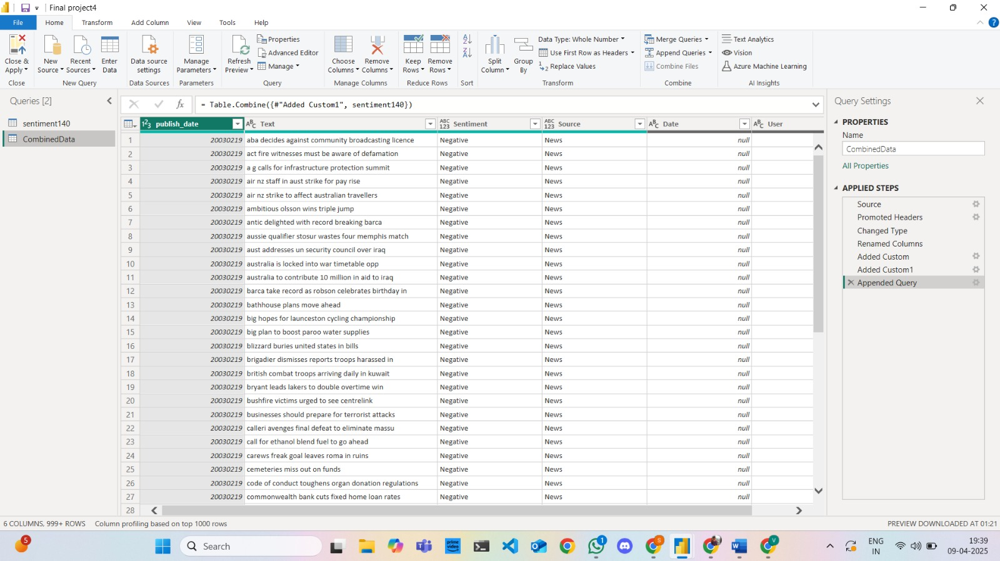 Final project4
File Home Transform Add Column View Tools Help
Close & Apply
New Source
Recent Sources
Enter Data
Data source settings
Manage Parameters
Refresh Preview
Properties
Advanced Editor
Manage
Choose Columns
Remove Columns
Keep Rows
Remove Rows
Split Column
Group By
Data Type: Whole Number
Use First Row as Headers
1 2 Replace Values
Merge Queries
Append Queries
Combine Files
Text Analytics
Vision
Azure Machine Learning
Close New Query Data Sources Parameters Query Manage Columns Reduce Rows Sort Transform Combine AI Insights
Queries [2]
sentiment140
CombinedData
fx = Table.Combine({#"Added Custom1", sentiment140})
123 publish_date ABC Text ABC 123 Sentiment ABC 123 Source ABC Date ABC User
1 20030219 aba decides against community broadcasting licence Negative News null
2 20030219 act fire witnesses must be aware of defamation Negative News null
3 20030219 a g calls for infrastructure protection summit Negative News null
4 20030219 air nz staff in aust strike for pay rise Negative News null
5 20030219 air nz strike to affect australian travellers Negative News null
6 20030219 ambitious olsson wins triple jump Negative News null
7 20030219 antic delighted with record breaking barca Negative News null
8 20030219 aussie qualifier stosur wastes four memphis match Negative News null
9 20030219 aust addresses un security council over iraq Negative News null
10 20030219 australia is locked into war timetable opp Negative News null
11 20030219 australia to contribute 10 million in aid to iraq Negative News null
12 20030219 barca take record as robson celebrates birthday in Negative News null
13 20030219 bathhouse plans move ahead Negative News null
14 20030219 big hopes for launceston cycling championship Negative News null
15 20030219 big plan to boost paroo water supplies Negative News null
16 20030219 blizzard buries united states in bills Negative News null
17 20030219 brigadier dismisses reports troops harassed in Negative News null
18 20030219 british combat troops arriving daily in kuwait Negative News null
19 20030219 bryant leads lakers to double overtime win Negative News null
20 20030219 bushfire victims urged to see centrelink Negative News null
21 20030219 businesses should prepare for terrorist attacks Negative News null
22 20030219 calleri avenges final defeat to eliminate massu Negative News null
23 20030219 call for ethanol blend fuel to go ahead Negative News null
24 20030219 carews freak goal leaves roma in ruins Negative News null
25 20030219 cemeteries miss out on funds Negative News null
26 20030219 code of conduct toughens organ donation regulations Negative News null
27 20030219 commonwealth bank cuts fixed home loan rates Negative News null
28
Query Settings
PROPERTIES
Name
CombinedData
All Properties
APPLIED STEPS
Source
Promoted Headers
Changed Type
Renamed Columns
Added Custom
Added Custom1
Appended Query
6 COLUMNS, 999+ ROWS Column profiling based on top 1000 rows PREVIEW DOWNLOADED AT 01:21
5
Search
prime video
1
S
V
ENG IN
19:39
09-04-2025